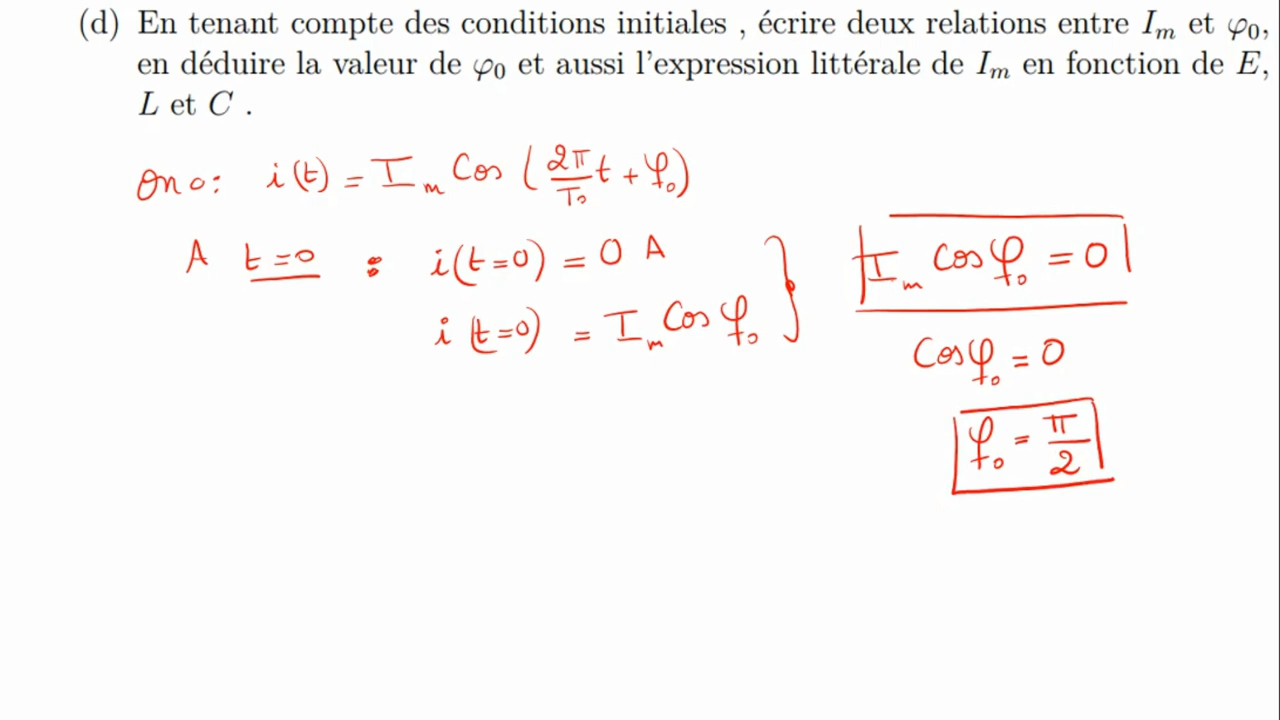 (d) En tenant compte des conditions initiales , écrire deux relations entre I_m et φ_0,
en déduire la valeur de φ_0 et aussi l'expression littérale de I_m en fonction de E,
L et C .
On a: i(t) = I_m Cos (2π/T_0 t + φ_0)
A t=0 : i(t=0) = 0 A
i(t=0) = I_m Cos φ_0
I_m Cos φ_0 = 0
Cos φ_0 = 0
φ_0 = π/2